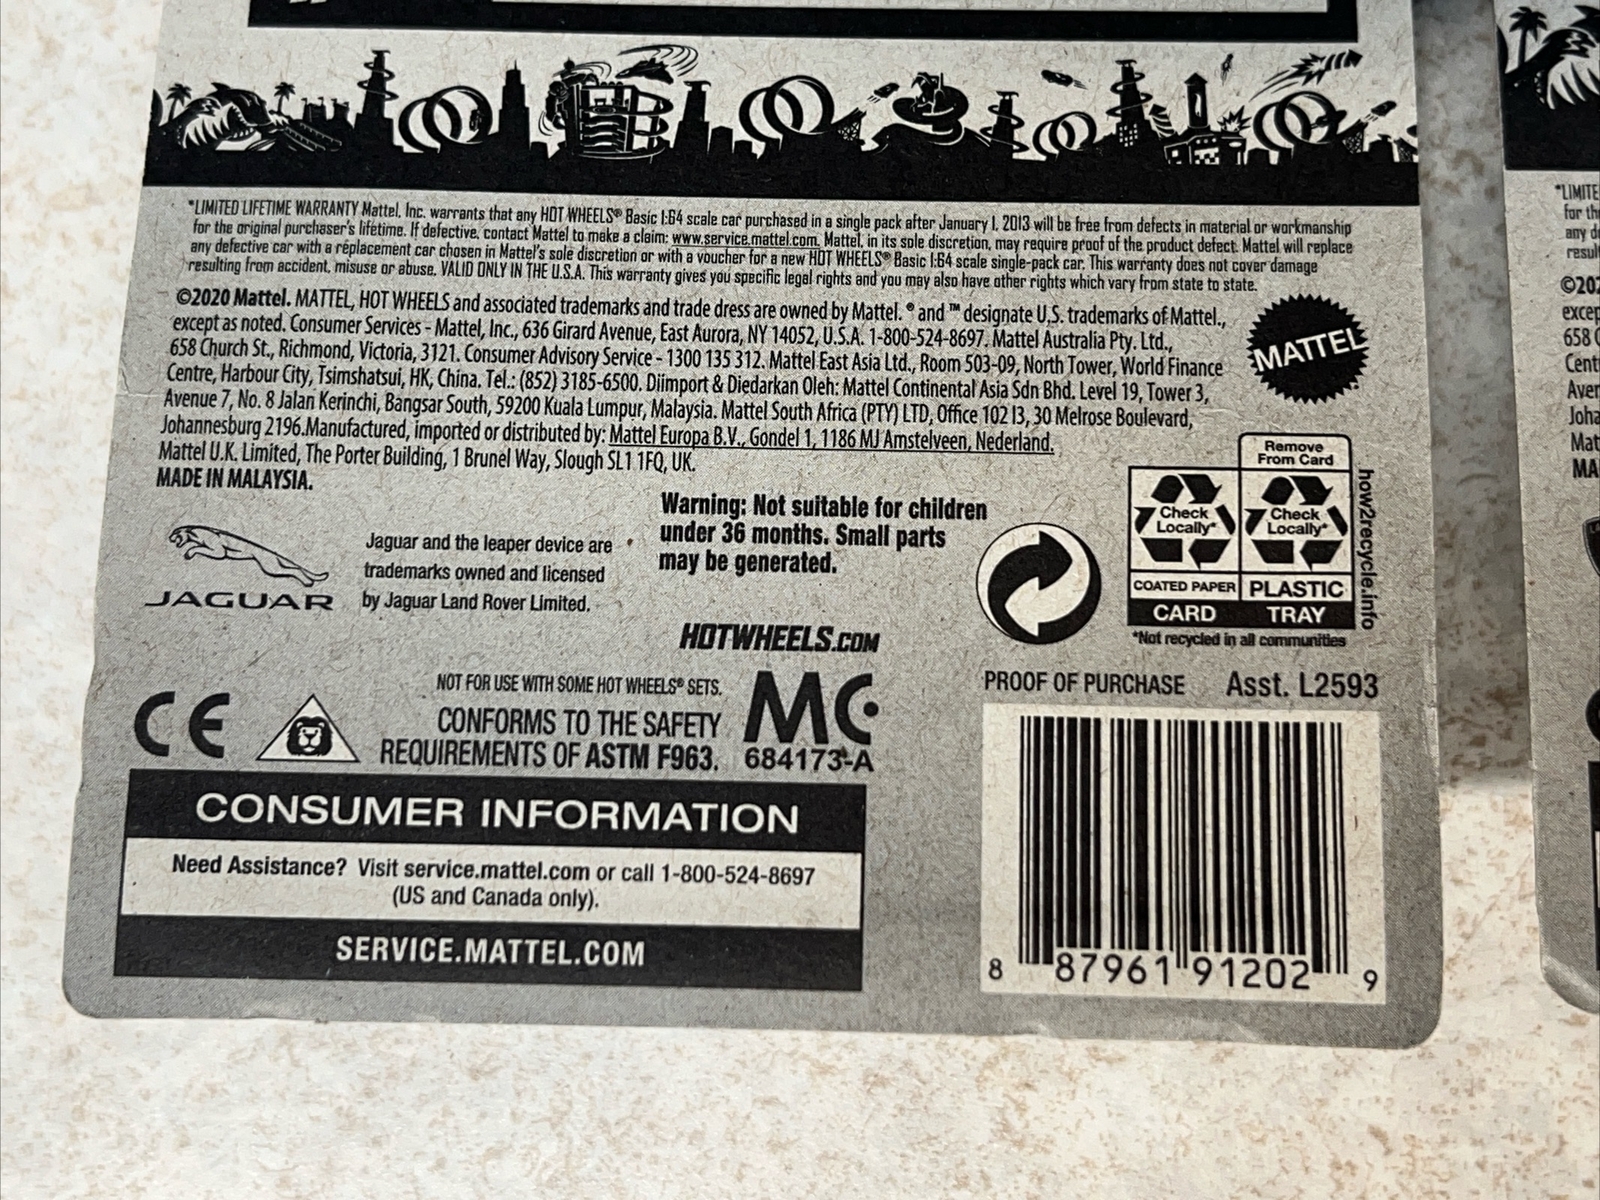 *LIMITED LIFETIME WARRANTY Mattel, Inc. warrants that any HOT WHEELS® Basic 1:64 scale car purchased in a single pack after January 1, 2013 will be free from defects in material or workmanship
for the original purchaser's lifetime. If defective, contact Mattel to make a claim: www.service.mattel.com. Mattel, in its sole discretion, may require proof of the product defect. Mattel will replace
any defective car with a replacement car chosen in Mattel's sole discretion or with a voucher for a new HOT WHEELS® Basic 1:64 scale single-pack car. This warranty does not cover damage
resulting from accident, misuse or abuse. VALID ONLY IN THE U.S.A. This warranty gives you specific legal rights and you may also have other rights which vary from state to state.
©2020 Mattel. MATTEL, HOT WHEELS and associated trademarks and trade dress are owned by Mattel. ® and ™ designate U.S. trademarks of Mattel.,
except as noted. Consumer Services - Mattel, Inc., 636 Girard Avenue, East Aurora, NY 14052, U.S.A. 1-800-524-8697. Mattel Australia Pty. Ltd.,
658 Church St., Richmond, Victoria, 3121. Consumer Advisory Service - 1300 135 312. Mattel East Asia Ltd., Room 503-09, North Tower, World Finance
Centre, Harbour City, Tsimshatsui, HK, China. Tel.: (852) 3185-6500. Diimport & Diedarkan Oleh: Mattel Continental Asia Sdn Bhd. Level 19, Tower 3,
Avenue 7, No. 8 Jalan Kerinchi, Bangsar South, 59200 Kuala Lumpur, Malaysia. Mattel South Africa (PTY) LTD, Office 102 I3, 30 Melrose Boulevard,
Johannesburg 2196.Manufactured, imported or distributed by: Mattel Europa B.V., Gondel 1, 1186 MJ Amstelveen, Nederland.
Mattel U.K. Limited, The Porter Building, 1 Brunel Way, Slough SL1 1FQ, UK.
MADE IN MALAYSIA.
MATTEL
JAGUAR
Jaguar and the leaper device are
trademarks owned and licensed
by Jaguar Land Rover Limited.
Warning: Not suitable for children
under 36 months. Small parts
may be generated.
HOTWHEELS.COM
Remove
From Card
Check
Locally*
Check
Locally*
COATED PAPER
PLASTIC
CARD
TRAY
how2recycle.info
*Not recycled in all communities
CE
NOT FOR USE WITH SOME HOT WHEELS® SETS.
CONFORMS TO THE SAFETY
REQUIREMENTS OF ASTM F963.
MC
684173-A
PROOF OF PURCHASE
Asst. L2593
8 87961 91202 9
CONSUMER INFORMATION
Need Assistance? Visit service.mattel.com or call 1-800-524-8697
(US and Canada only).
SERVICE.MATTEL.COM
*LIMITE
for th
any d
resul
©202
excep
658 C
Cent
Aven
Joha
Mat
MA